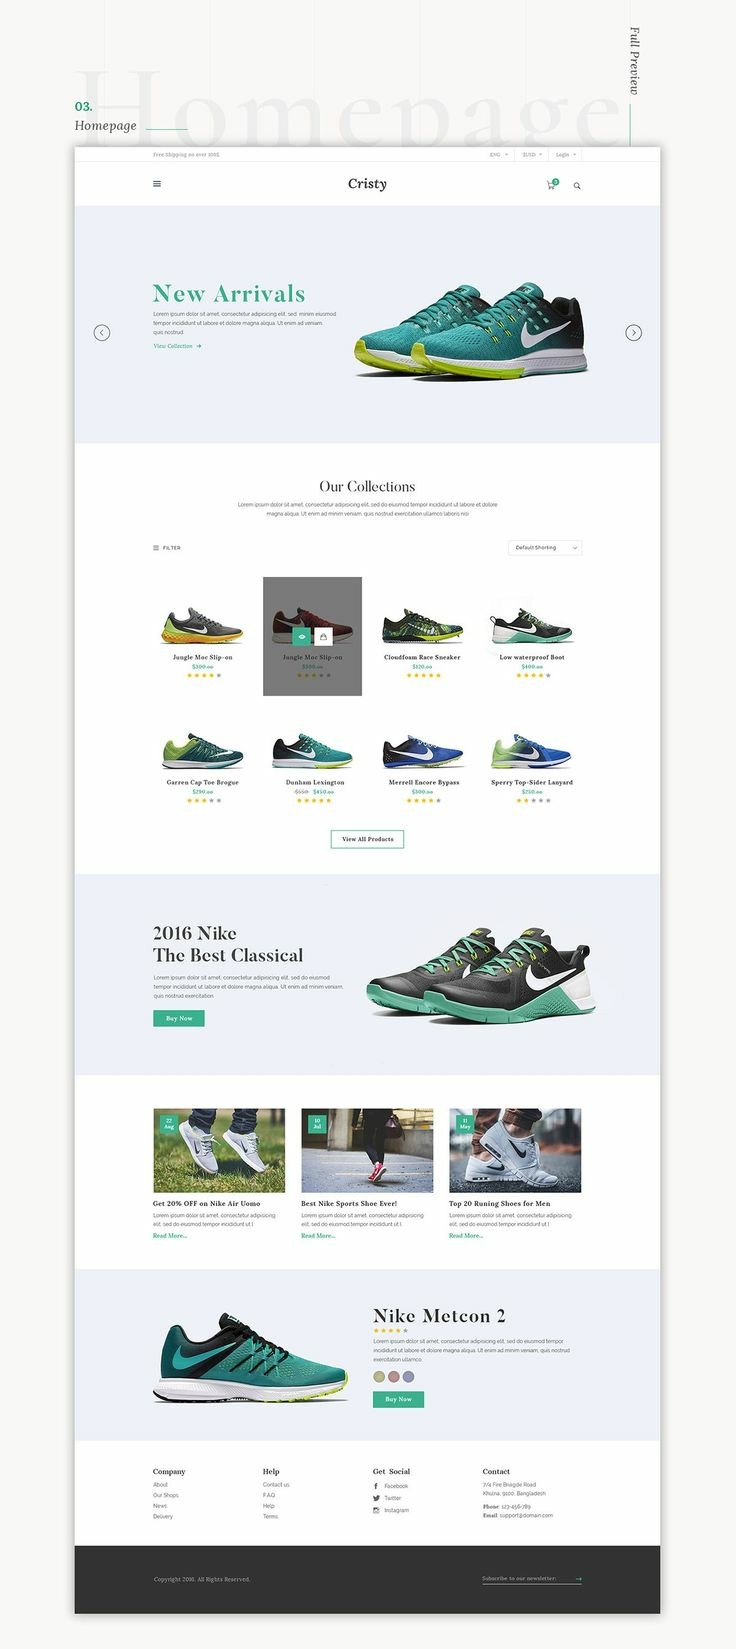 Full Preview
Homepage
03.
Homepage
Free Shipping on over 100$
ENG
$USD
Login
Cristy
3
New Arrivals
Lorem ipsum dolor sit amet, consectetur adipisicing elit, sed minim eiusmod
tempor incididunt ut labore et dolore magna aliqua. Ut enim ad minim veniam,
quis nostrud
View Collection
Our Collections
Lorem ipsum dolor sit amet, consectetur adipisicing elit, sed do eiusmod tempor incididunt ut labore et dolore
magna aliqua. Ut enim ad minim veniam, quis nostrud exercitation ullamco laboris nisi
FILTER
Default Shorting
Jungle Moc Slip-on
$300.00
Jungle Moc Slip-on
$300.00
Cloudfoam Race Sneaker
$120.00
Low waterproof Boot
$400.00
Garren Cap Toe Brogue
$290.00
Dunham Lexington
$550 $450.00
Merrell Encore Bypass
$300.00
Sperry Top-Sider Lanyard
$250.00
View All Products
2016 Nike
The Best Classical
Lorem ipsum dolor sit amet, consectetur adipisicing elit, sed do eiusmod
tempor incididunt ut labore et dolore magna aliqua. Ut enim ad minim veniam,
quis nostrud exercitation
Buy Now
22
Aug
Get 20% OFF on Nike Air Uomo
Lorem ipsum dolor sit amet, consectetur adipisicing
elit, sed do eiusmod tempor incididunt ut l
Read More...
10
Jul
Best Nike Sports Shoe Ever!
Lorem ipsum dolor sit amet, consectetur adipisicing
elit, sed do eiusmod tempor incididunt ut l
Read More...
11
May
Top 20 Runing Shoes for Men
Lorem ipsum dolor sit amet, consectetur adipisicing
elit, sed do eiusmod tempor incididunt ut l
Read More...
Nike Metcon 2
Lorem ipsum dolor sit amet, consectetur adipisicing elit, sed do eiusmod
tempor incididunt ut labore et dolore magna aliqua. Ut enim ad minim veniam, quis nostrud
exercitation ullamco.
Buy Now
Company
About
Our Shops
News
Delivery
Help
Contact us
F.A.Q
Help
Terms
Get Social
Facebook
Twitter
Instagram
Contact
7/4 Fire Briagde Road
Khulna, 9100, Bangladesh
Phone: 123-456-789
Email: support@domain.com
Copyright 2016. All Rights Reserved.
Subscribe to our newsletter: